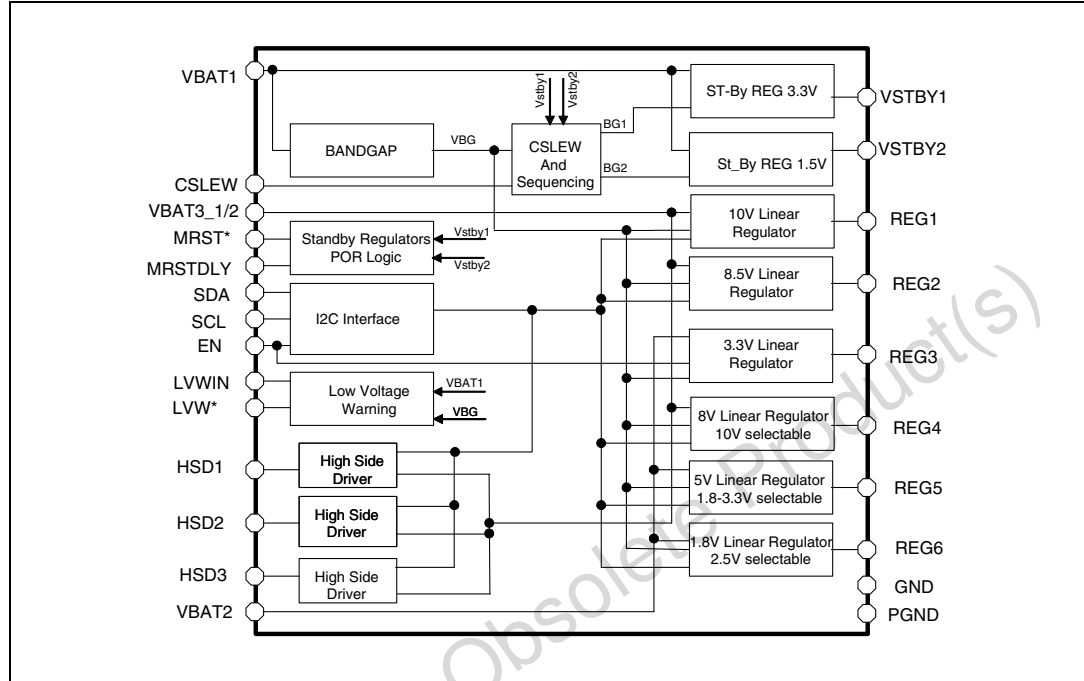 VBAT1
CSLEW
VBAT3_1/2
MRST*
MRSTDLY
SDA
SCL
EN
LVWIN
LVW*
HSD1
HSD2
HSD3
VBAT2
BANDGAP
VBG
Vstby1
Vstby2
CSLEW
And
Sequencing
BG1
BG2
Standby Regulators
POR Logic
Vstby1
Vstby2
I2C Interface
Low Voltage
Warning
VBAT1
VBG
High Side
Driver
High Side
Driver
High Side
Driver
ST-By REG 3.3V
St_By REG 1.5V
10V Linear
Regulator
8.5V Linear
Regulator
3.3V Linear
Regulator
8V Linear Regulator
10V selectable
5V Linear Regulator
1.8-3.3V selectable
1.8V Linear Regulator
2.5V selectable
VSTBY1
VSTBY2
REG1
REG2
REG3
REG4
REG5
REG6
GND
PGND
Obsolete Product(s)